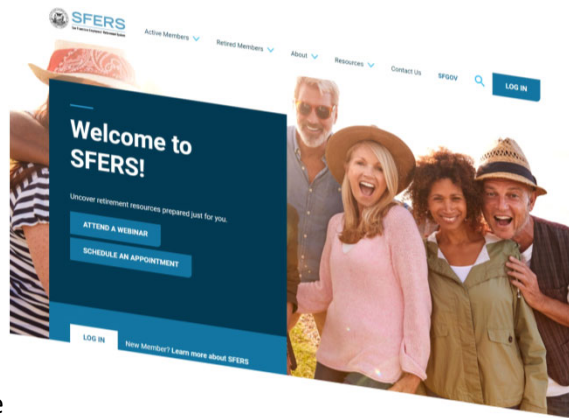 SFERS
San Francisco Employees' Retirement System
Active Members
Retired Members
About
Resources
Contact Us
SFGOV
LOG IN
Welcome to
SFERS!
Uncover retirement resources prepared just for you.
ATTEND A WEBINAR
SCHEDULE AN APPOINTMENT
LOG IN
New Member? Learn more about SFERS
e